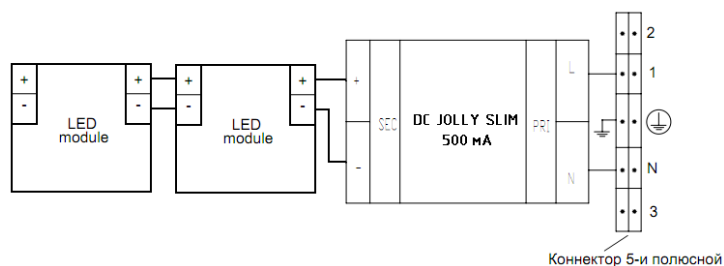 2
+ + + + + L 1
- - - - SEC DC JOLLY SLIM PRI
LED
module
LED
module
500 мА
- N N
3
Коннектор 5-и полюсной